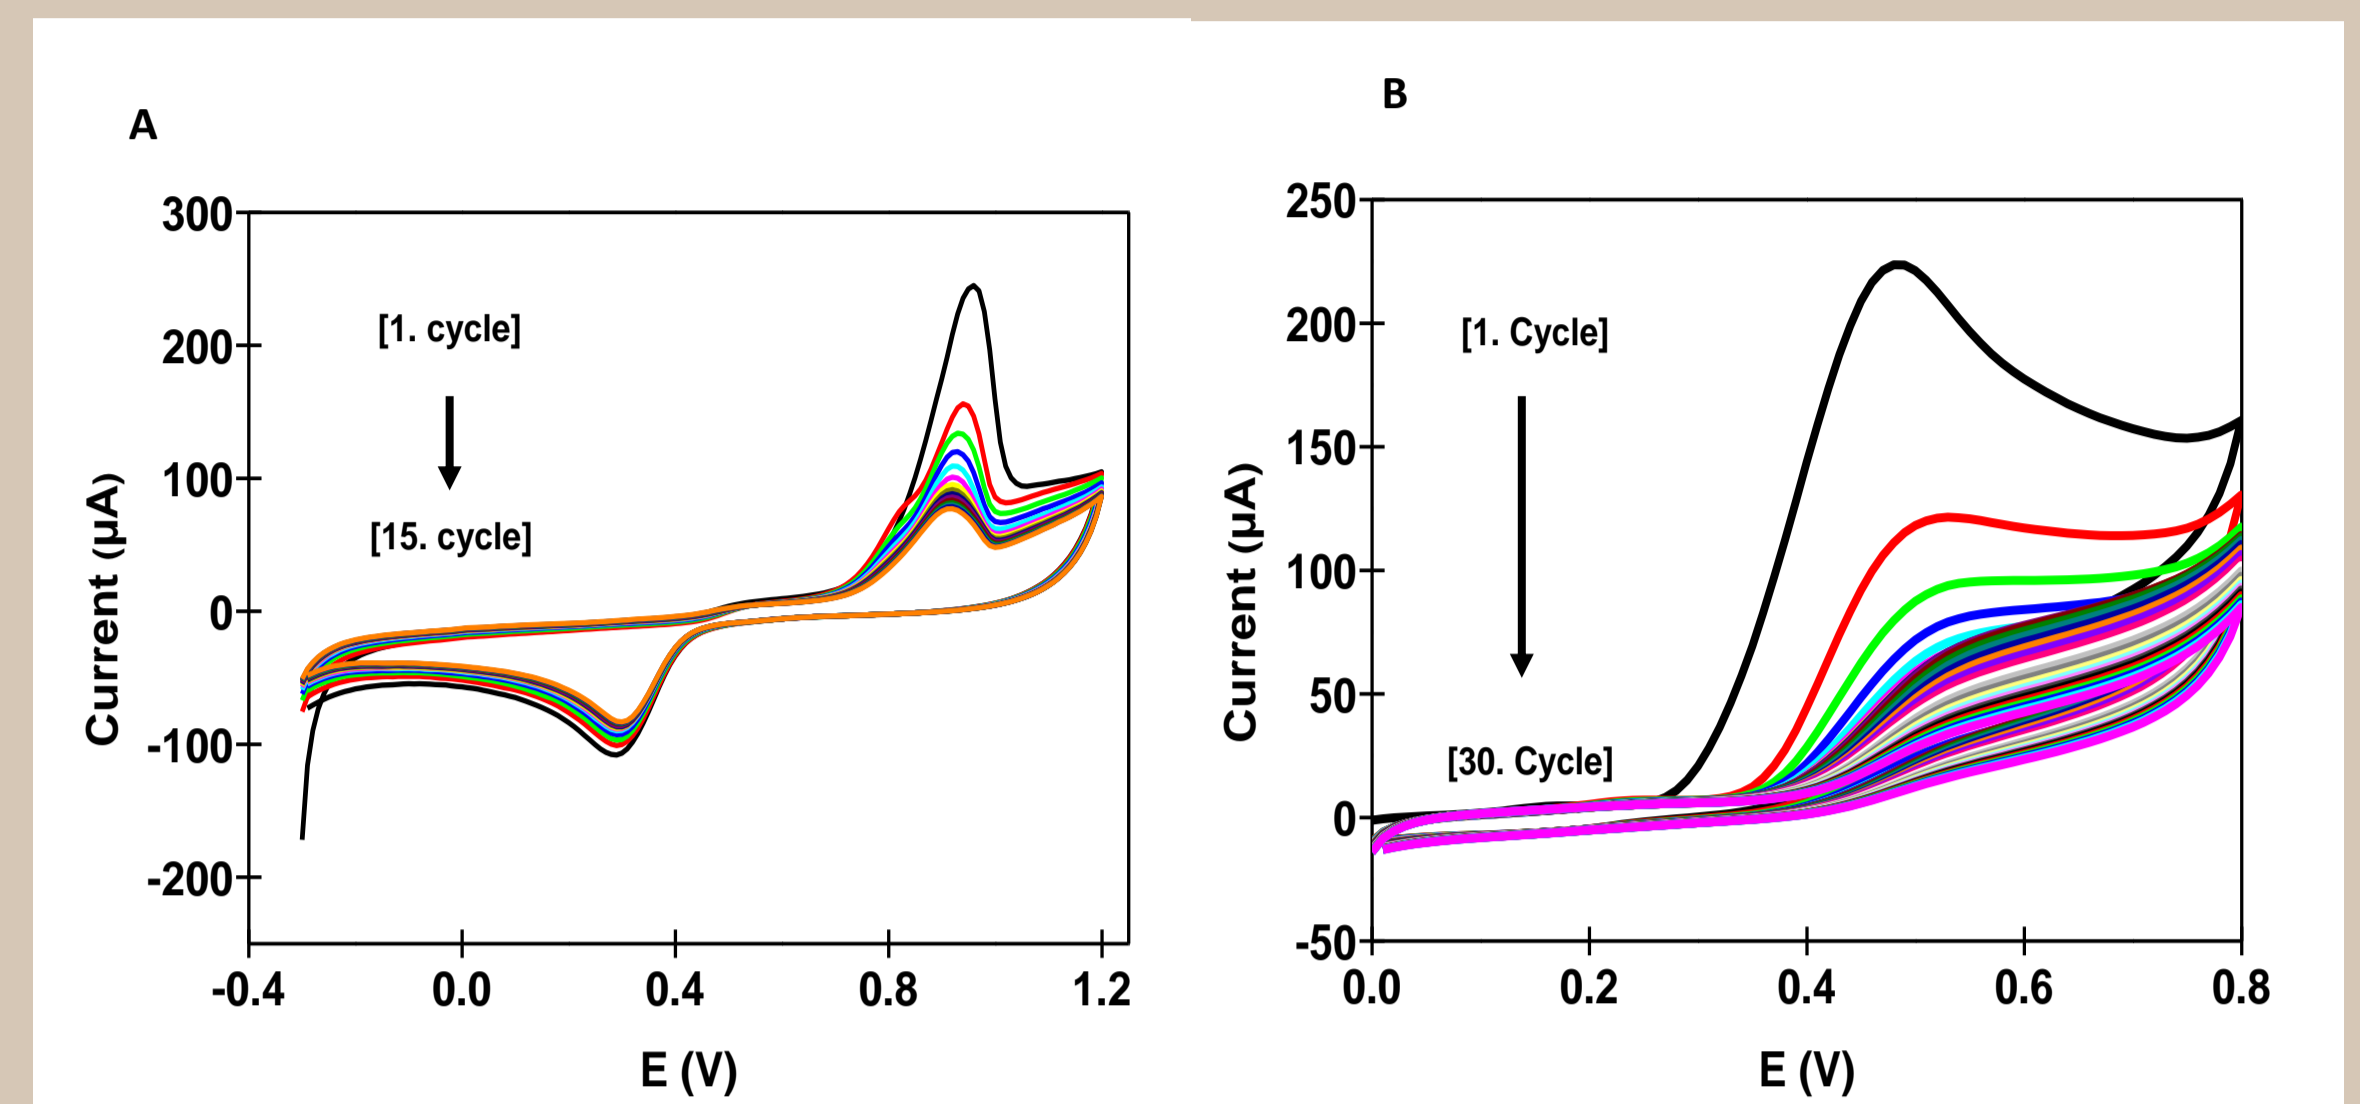 A
300
200
100
0
-100
-200
-0.4 0.0 0.4 0.8 1.2
Current (µA)
E (V)
[1. cycle]
[15. cycle]
B
250
200
150
100
50
0
-50
0.0 0.2 0.4 0.6 0.8
Current (µA)
E (V)
[1. Cycle]
[30. Cycle]